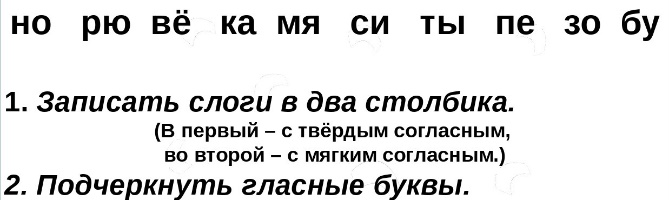 но рю вё ка мя си ты пе зо бу
1. Записать слоги в два столбика.
(В первый – с твёрдым согласным,
во второй – с мягким согласным.)
2. Подчеркнуть гласные буквы.